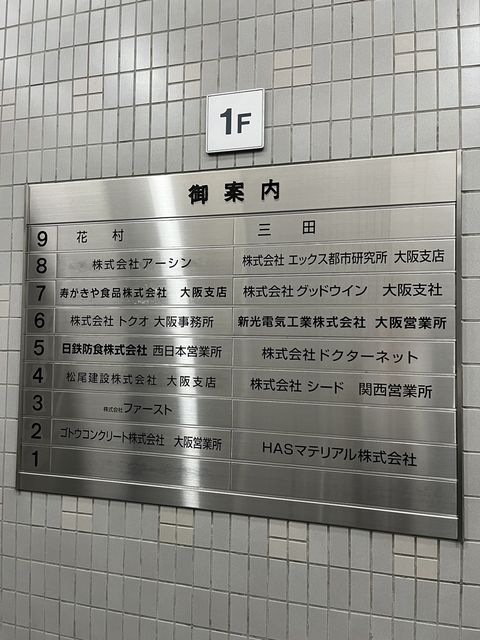 1F
御案内
9 花村 三田
8 株式会社アーシン 株式会社 エックス都市研究所 大阪支店
7 寿がきや食品株式会社 大阪支店 株式会社 グッドウイン 大阪支社
6 株式会社 トクオ 大阪事務所 新光電気工業株式会社 大阪営業所
5 日鉄防食株式会社 西日本営業所 株式会社ドクターネット
4 松尾建設株式会社 大阪支店 株式会社 シード 関西営業所
3 株式会社ファースト
2 ゴトウコンクリート株式会社 大阪営業所 HASマテリアル株式会社
1